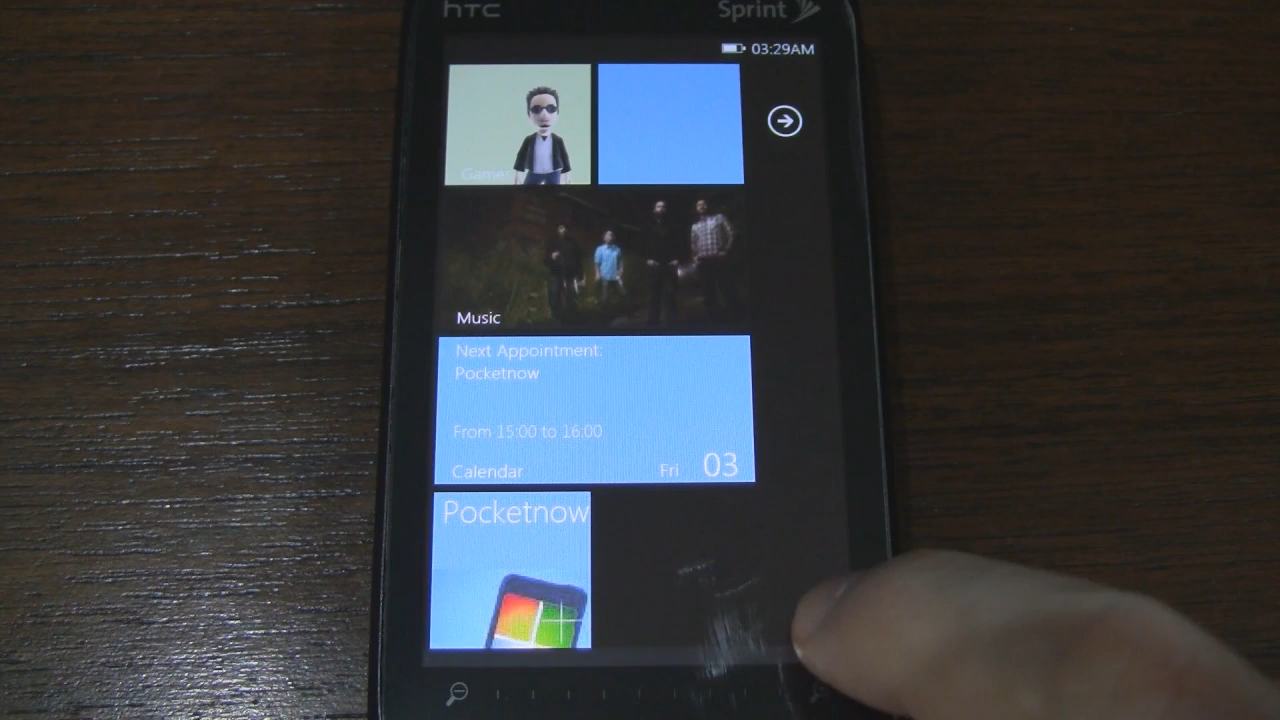 hTC
Sprint
03:29AM
Games
Music
Next Appointment:
Pocketnow
From 15:00 to 16:00
Calendar
Fri
03
Pocketnow